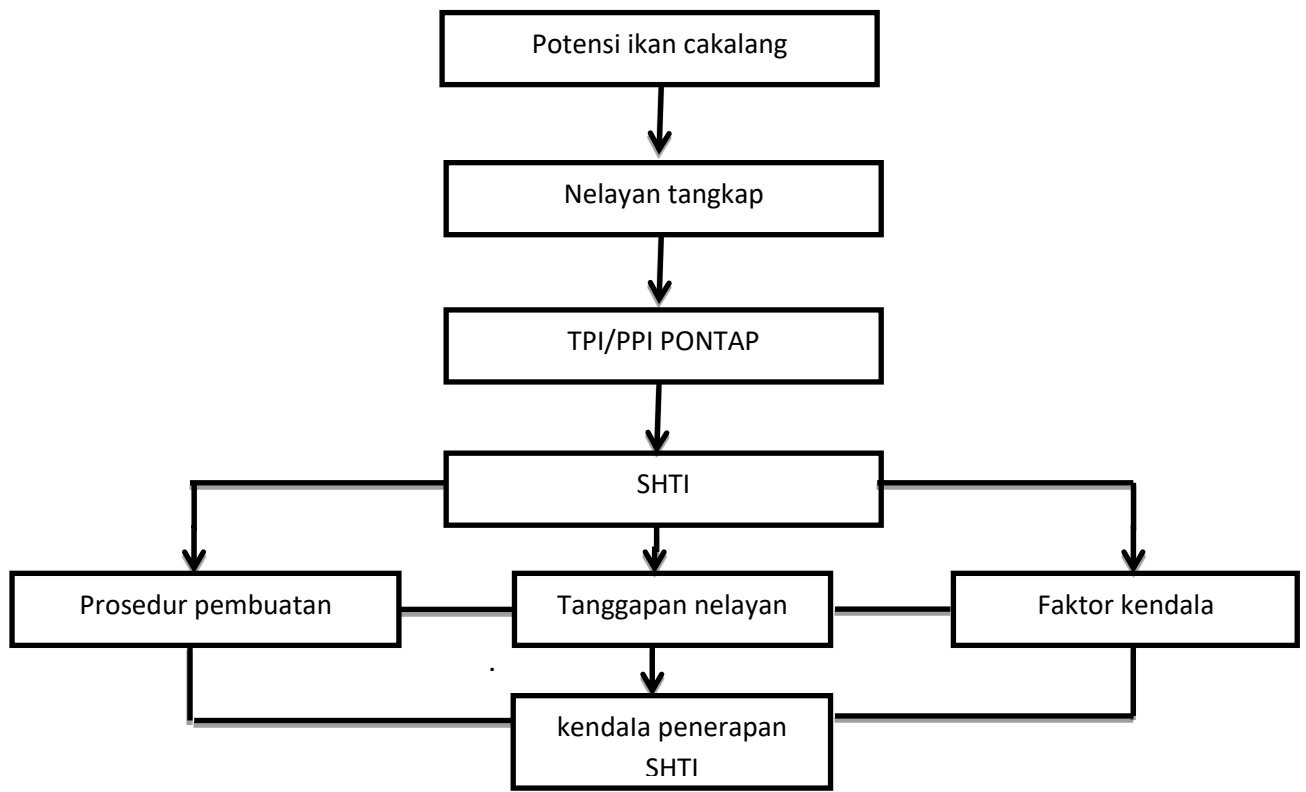 Potensi ikan cakalang
Nelayan tangkap
TPI/PPI PONTAP
SHTI
Prosedur pembuatan
Tanggapan nelayan
Faktor kendala
kendala penerapan
SHTI